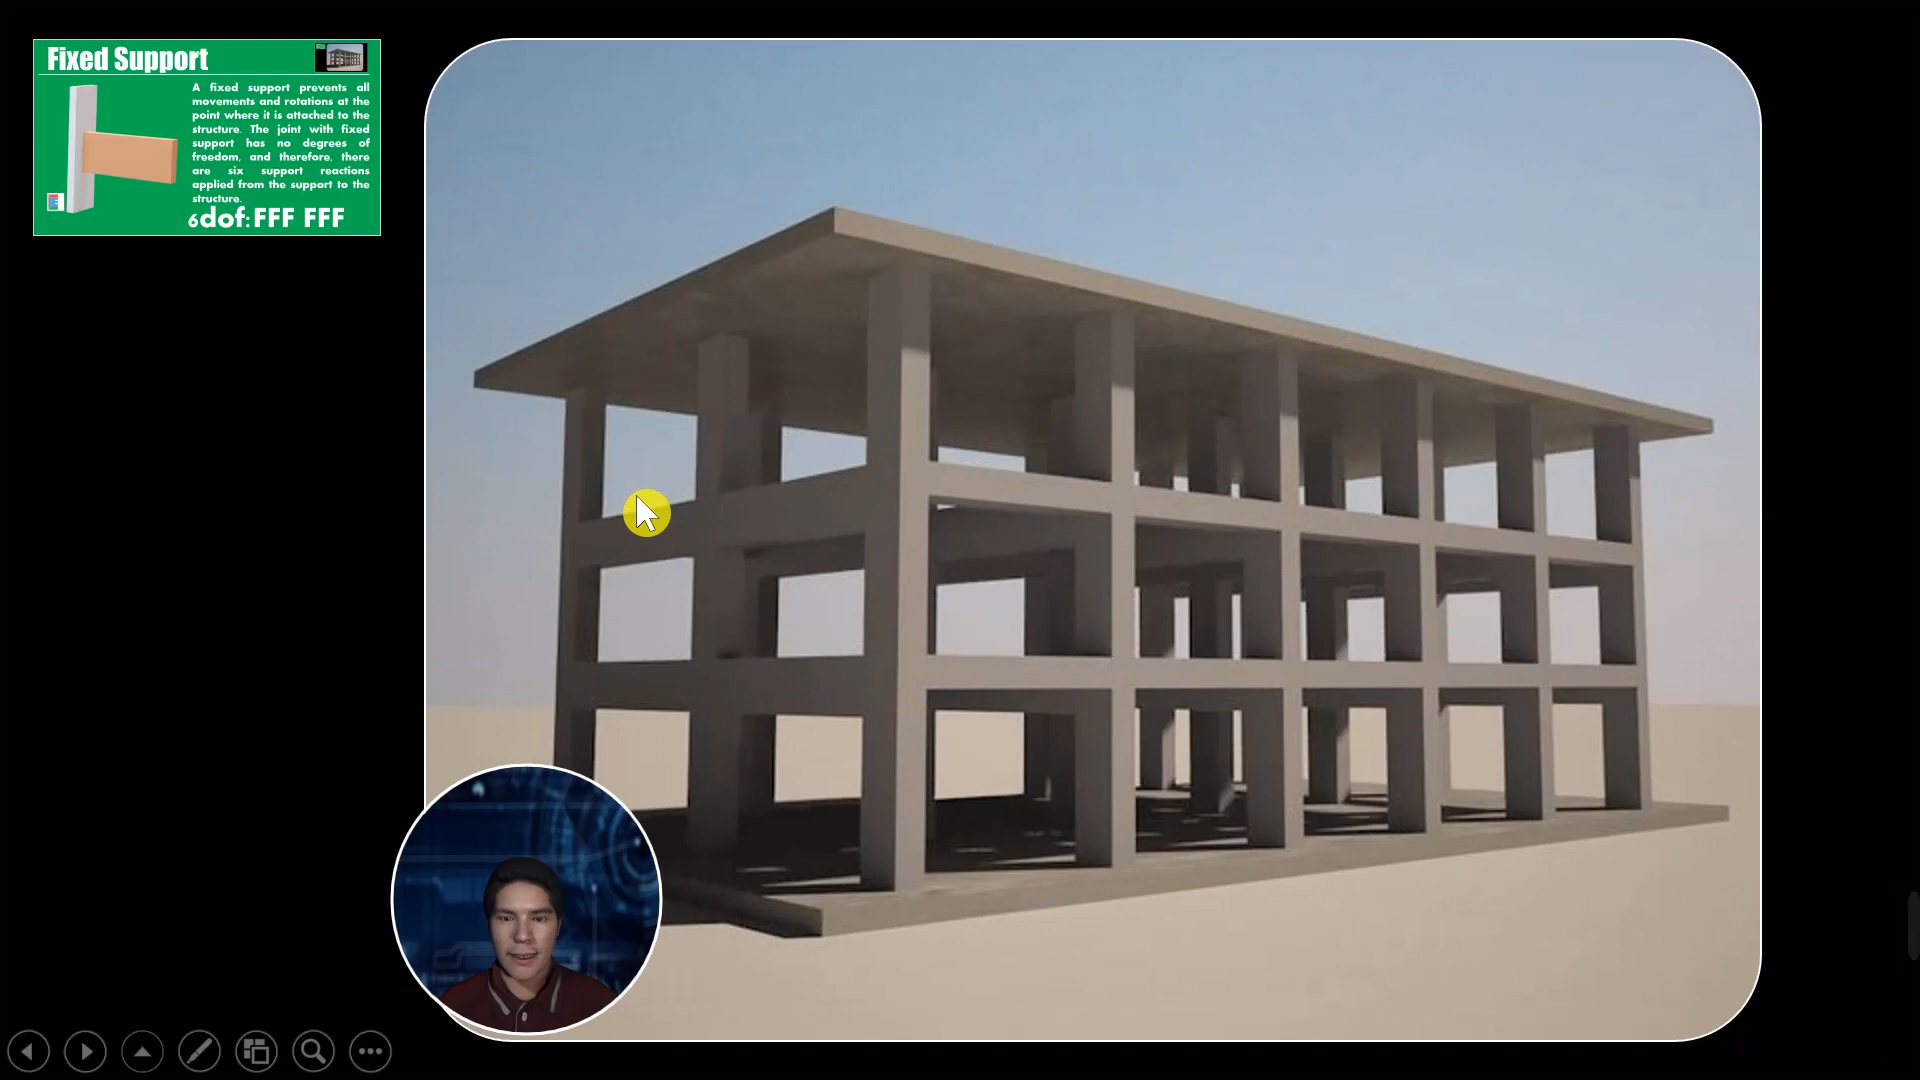 Fixed Support
A fixed support prevents all
movements and rotations at the
point where it is attached to the
structure. The joint with fixed
support has no degrees of
freedom, and therefore, there
are six support reactions
applied from the support to the
structure.
6dof: FFF FFF